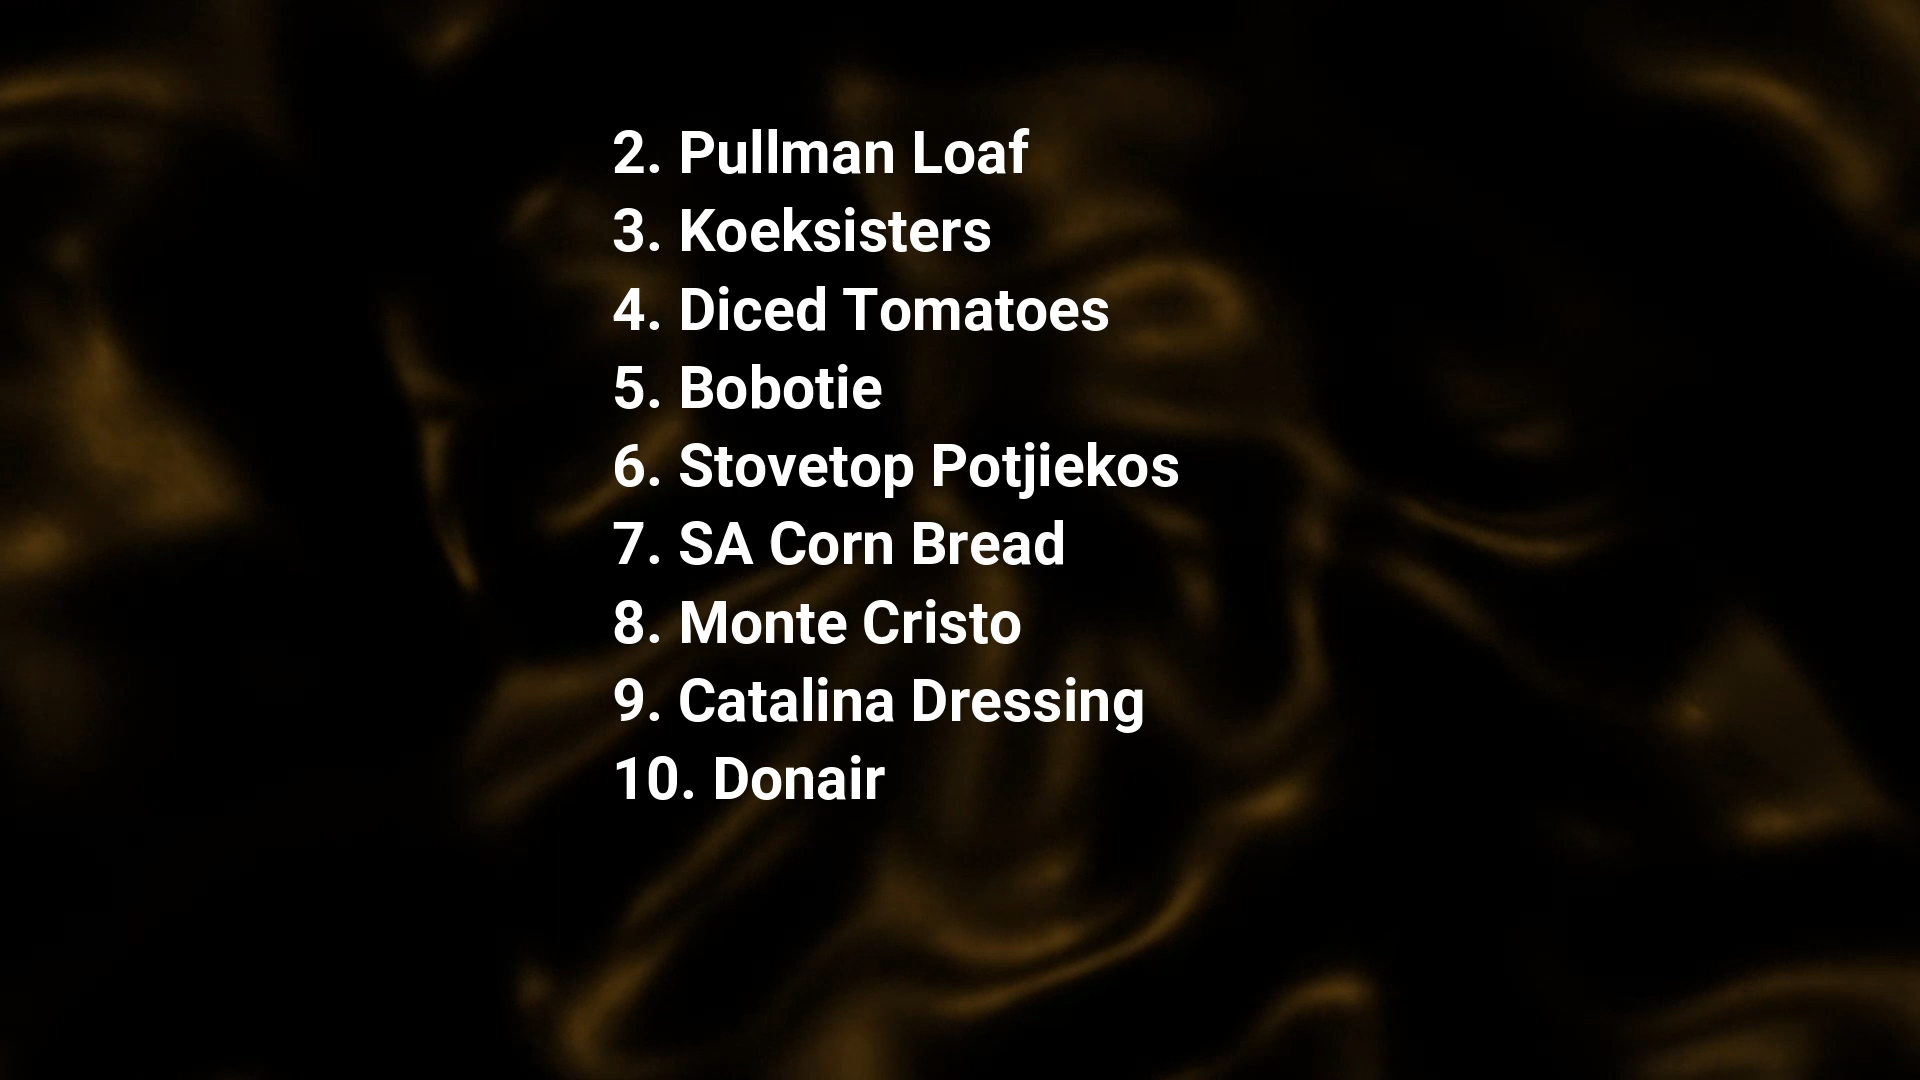 2. Pullman Loaf
3. Koeksisters
4. Diced Tomatoes
5. Bobotie
6. Stovetop Potjiekos
7. SA Corn Bread
8. Monte Cristo
9. Catalina Dressing
10. Donair